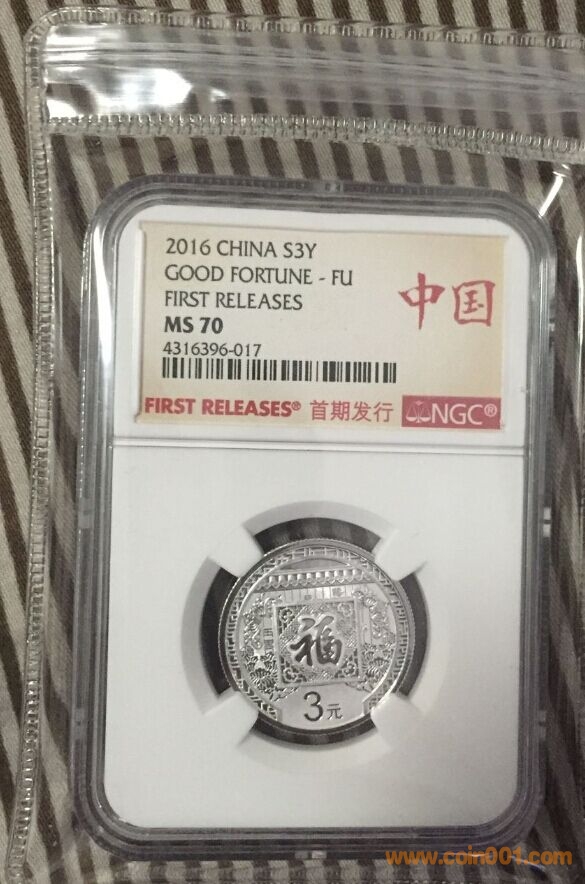 2016 CHINA S3Y
GOOD FORTUNE - FU
FIRST RELEASES
MS 70
4316396-017
中国
FIRST RELEASES® 首期发行 NGC®
福
3元
www.coin001.com